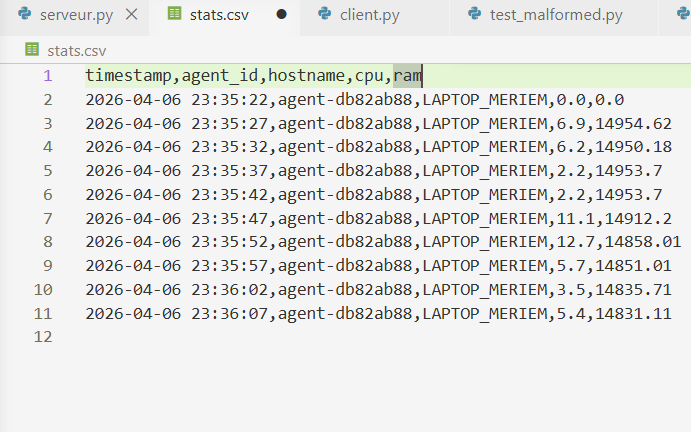 serveur.py stats.csv client.py test_malformed.py
stats.csv
1 timestamp,agent_id,hostname,cpu,ram
2 2026-04-06 23:35:22,agent-db82ab88,LAPTOP_MERIEM,0.0,0.0
3 2026-04-06 23:35:27,agent-db82ab88,LAPTOP_MERIEM,6.9,14954.62
4 2026-04-06 23:35:32,agent-db82ab88,LAPTOP_MERIEM,6.2,14950.18
5 2026-04-06 23:35:37,agent-db82ab88,LAPTOP_MERIEM,2.2,14953.7
6 2026-04-06 23:35:42,agent-db82ab88,LAPTOP_MERIEM,2.2,14953.7
7 2026-04-06 23:35:47,agent-db82ab88,LAPTOP_MERIEM,11.1,14912.2
8 2026-04-06 23:35:52,agent-db82ab88,LAPTOP_MERIEM,12.7,14858.01
9 2026-04-06 23:35:57,agent-db82ab88,LAPTOP_MERIEM,5.7,14851.01
10 2026-04-06 23:36:02,agent-db82ab88,LAPTOP_MERIEM,3.5,14835.71
11 2026-04-06 23:36:07,agent-db82ab88,LAPTOP_MERIEM,5.4,14831.11
12